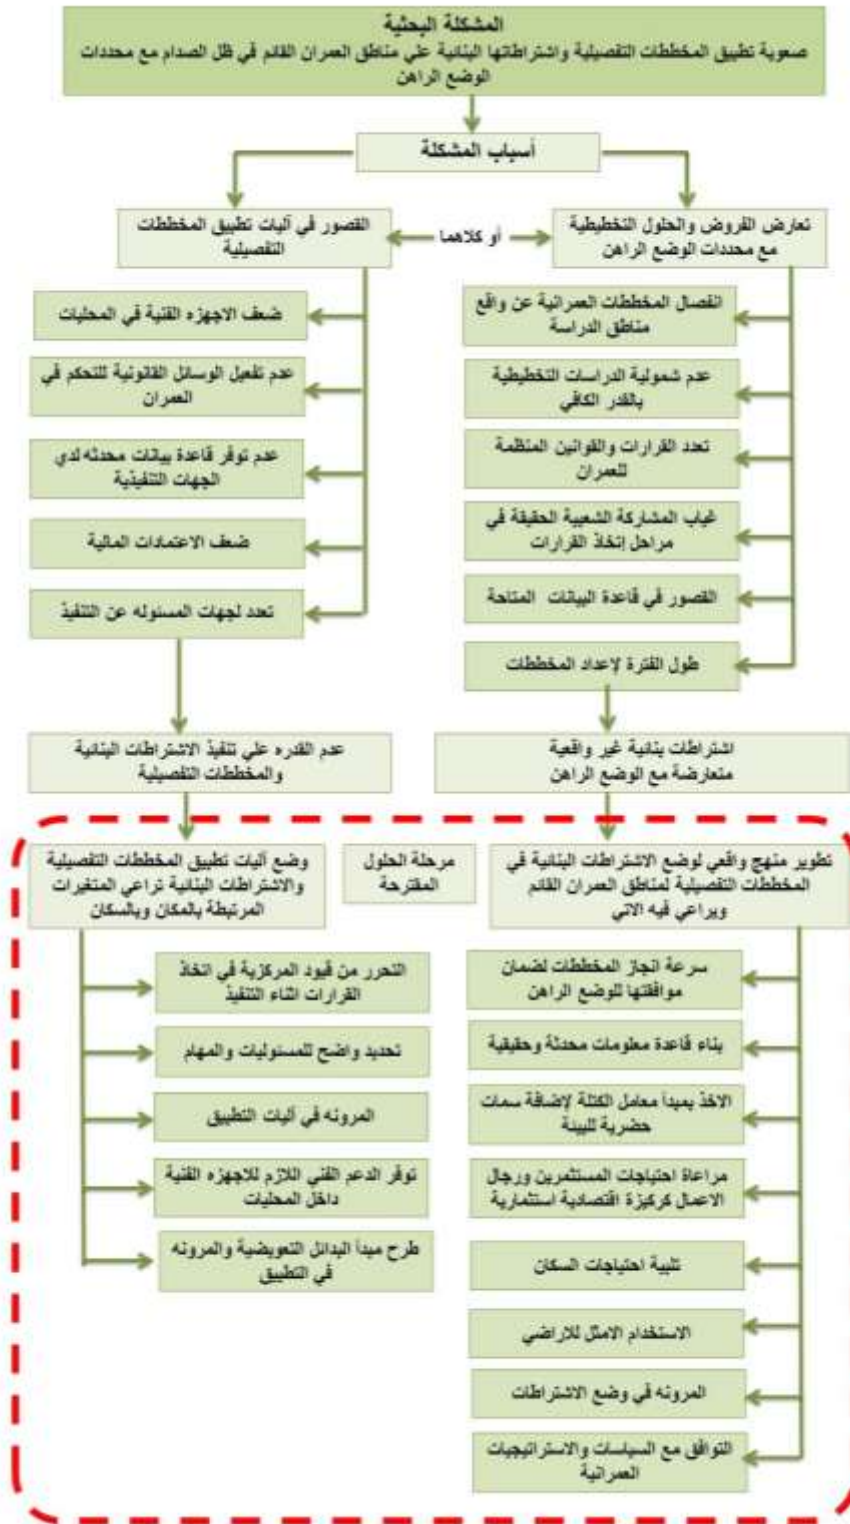 المشكلة البحثية
صعوبة تطبيق المخططات التفصيلية واشتراطاتها البنائية علي مناطق العمران القائم في ظل الصدام مع محددات
الوضع الراهن
أسباب المشكلة
تعارض الفروض والحلول التخطيطية
مع محددات الوضع الراهن
أو كلاهما
القصور في آليات تطبيق المخططات
التفصيلية
انفصال المخططات العمرانية عن واقع
مناطق الدراسة
عدم شمولية الدراسات التخطيطية
بالقدر الكافي
تعدد القرارات والقوانين المنظمة
للعمران
غياب المشاركة الشعبية الحقيقة في
مراحل إتخاذ القرارات
القصور في قاعدة البيانات المتاحة
طول الفترة لإعداد المخططات
ضعف الاجهزه الفنية في المحليات
عدم تفعيل الوسائل القانونية للتحكم في
العمران
عدم توفر قاعدة بيانات محدثه لدي
الجهات التنفيذية
ضعف الاعتمادات المالية
تعدد لجهات المسئوله عن التنفيذ
اشتراطات بنائية غير واقعية
متعارضة مع الوضع الراهن
عدم القدره علي تنفيذ الاشتراطات البنائية
والمخططات التفصيلية
تطوير منهج واقعي لوضع الاشتراطات البنائية في
المخططات التفصيلية لمناطق العمران القائم
ويراعي فيه الاتي
مرحلة الحلول
المقترحة
وضع آليات تطبيق المخططات التفصيلية
والاشتراطات البنائية تراعي المتغيرات
المرتبطة بالمكان وبالسكان
سرعة انجاز المخططات لضمان
موافقتها للوضع الراهن
بناء قاعدة معلومات محدثة وحقيقية
الاخذ بمبدأ معامل الكتلة لإضافة سمات
حضرية للبيئة
مراعاة احتياجات المستثمرين ورجال
الاعمال كركيزة اقتصادية استثمارية
تلبية احتياجات السكان
الاستخدام الامثل للاراضي
المرونه في وضع الاشتراطات
التوافق مع السياسات والاستراتيجيات
العمرانية
التحرر من قيود المركزية في اتخاذ
القرارات اثناء التنفيذ
تحديد واضح للمسئوليات والمهام
المرونه في آليات التطبيق
توفر الدعم الفني اللازم للاجهزه الفنية
داخل المحليات
طرح مبدأ البدائل التعويضية والمرونه
في التطبيق